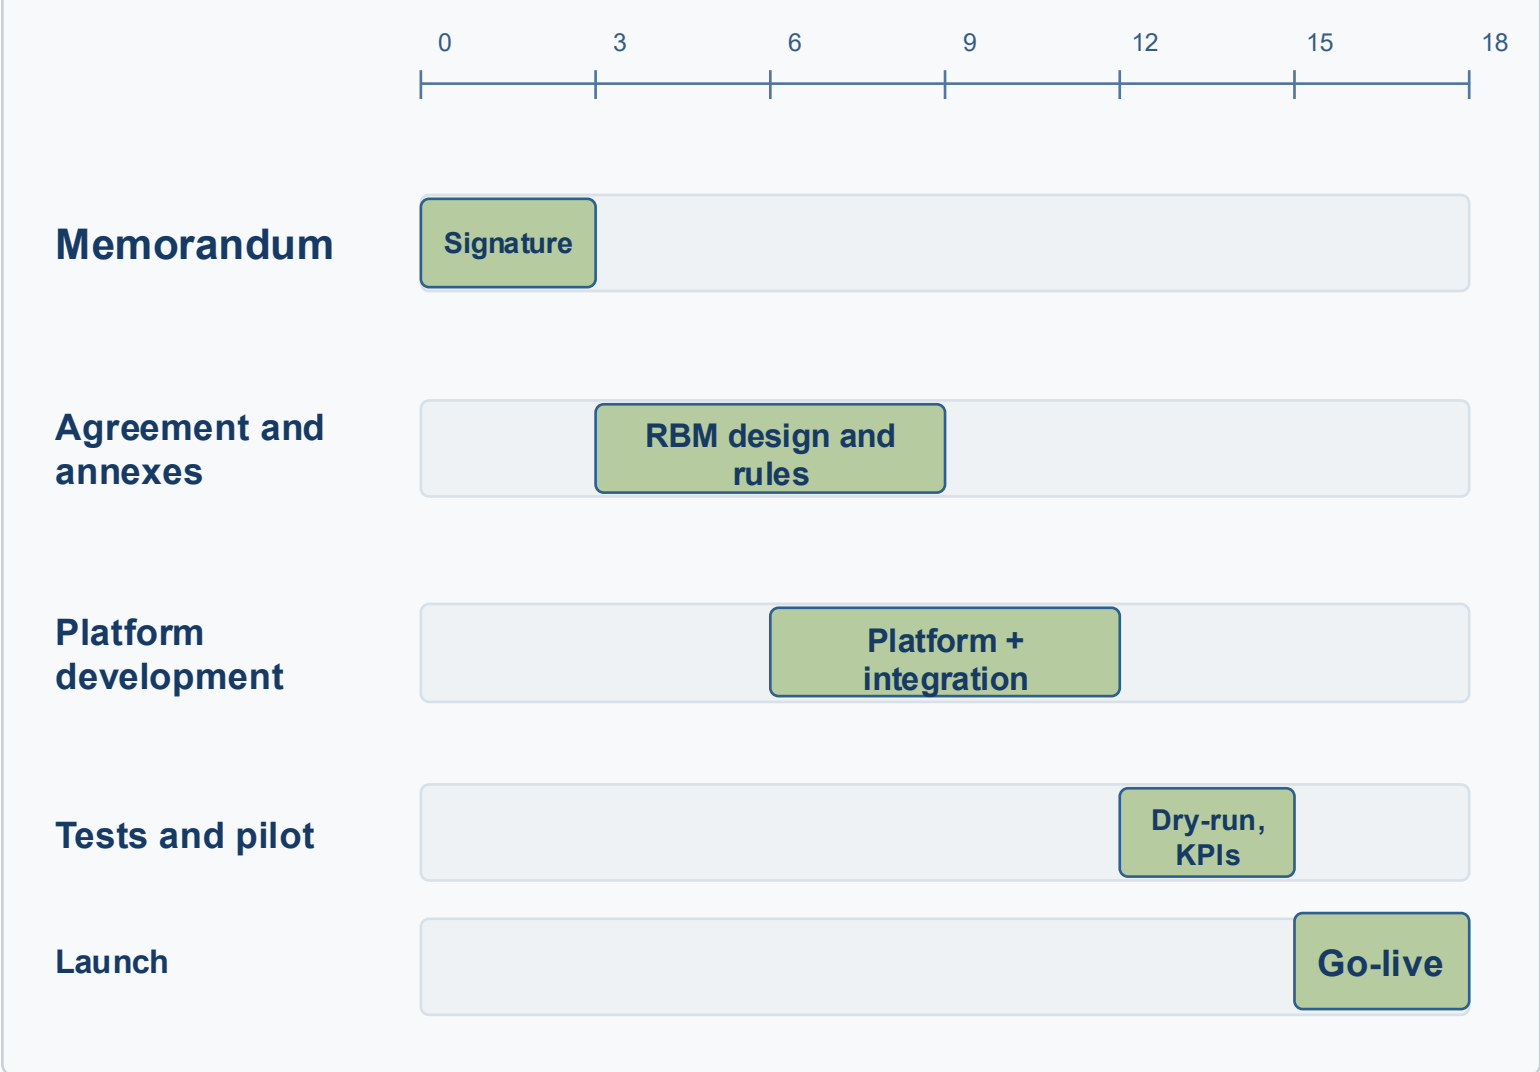 0 3 6 9 12 15 18
Memorandum
Signature
Agreement and
annexes
RBM design and
rules
Platform
development
Platform +
integration
Tests and pilot
Dry-run,
KPIs
Launch
Go-live